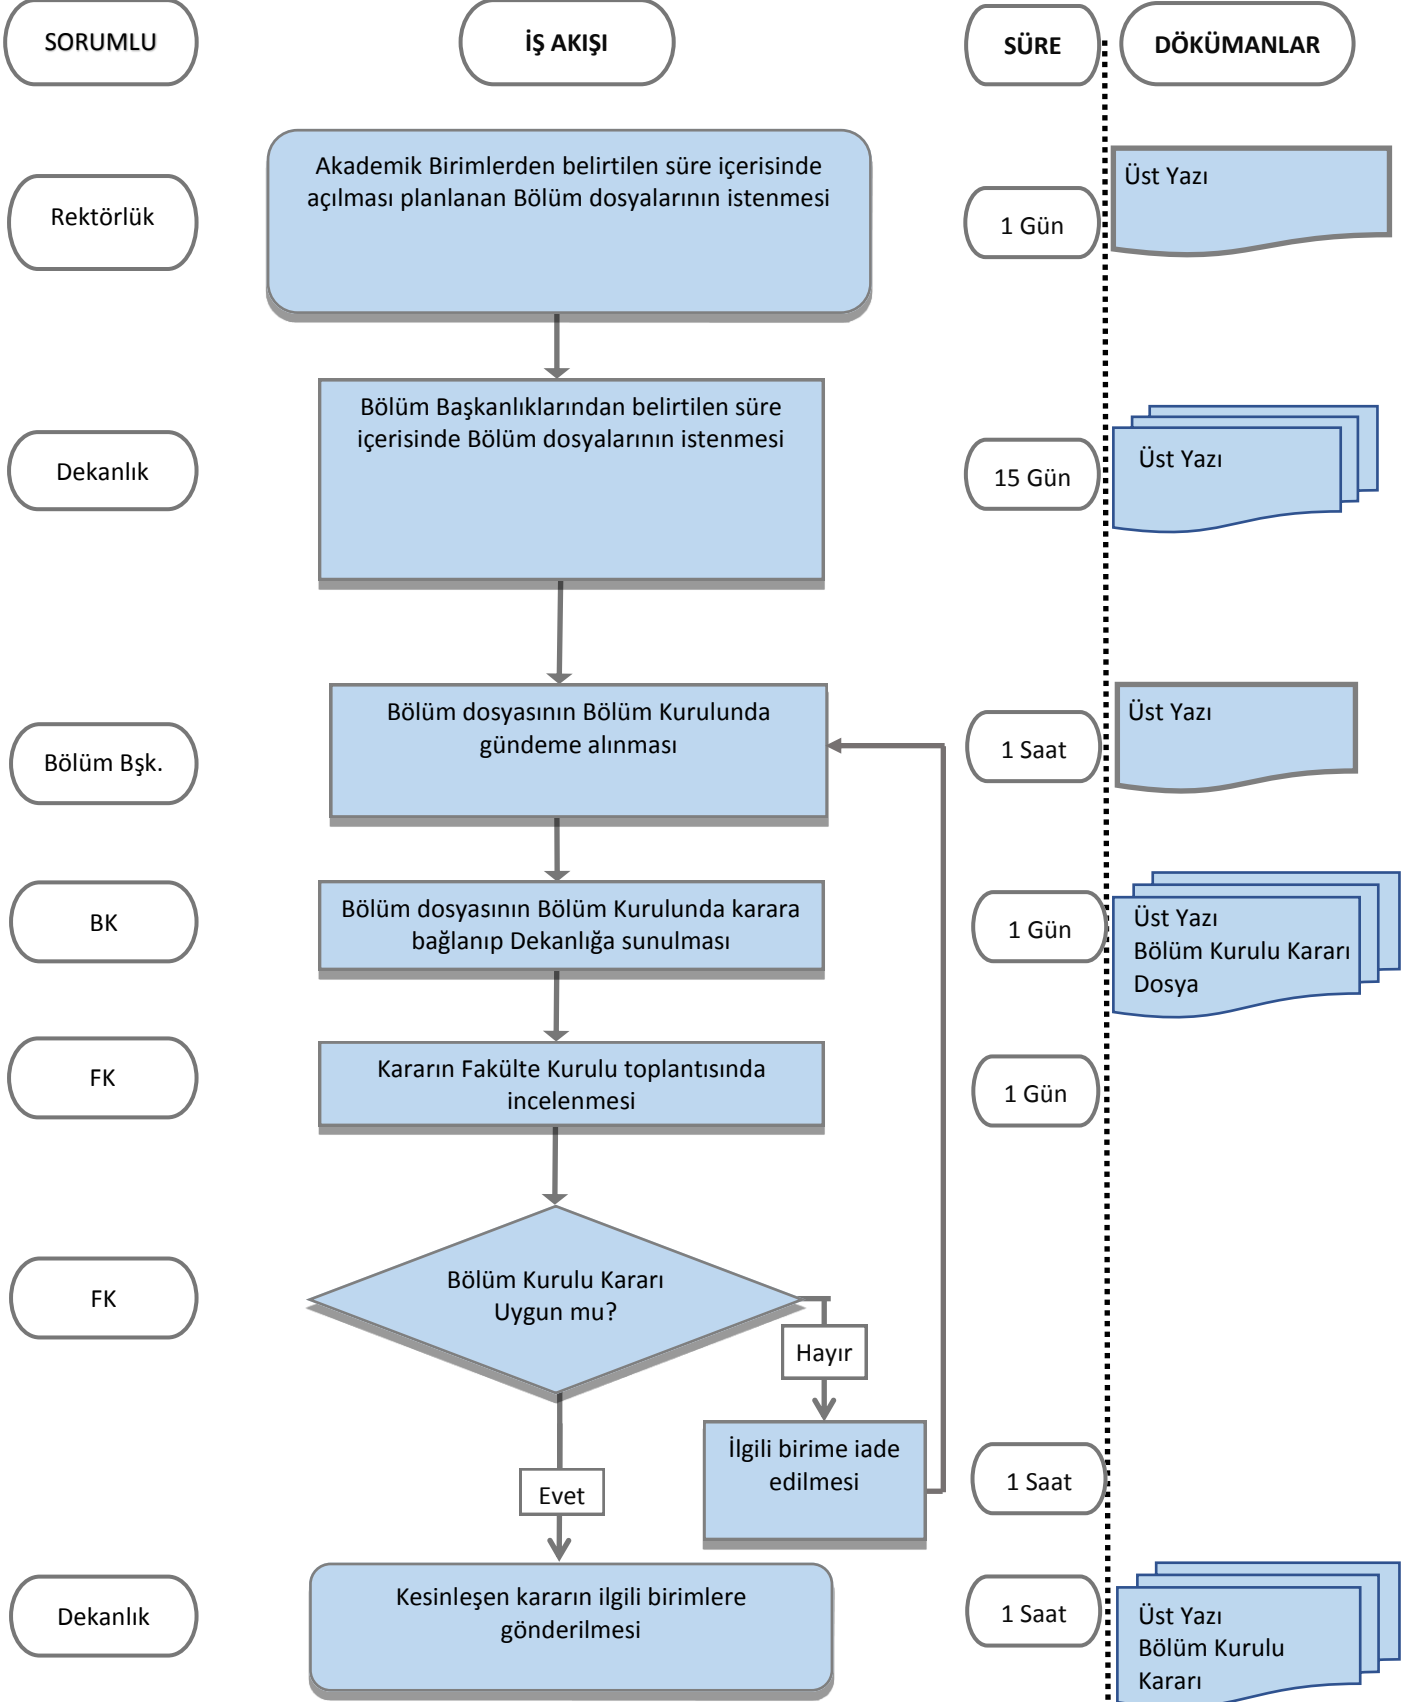 SORUMLU
İŞ AKIŞI
SÜRE
DÖKÜMANLAR
Rektörlük
Akademik Birimlerden belirtilen süre içerisinde
açılması planlanan Bölüm dosyalarının istenmesi
1 Gün
Üst Yazı
Dekanlık
Bölüm Başkanlıklarından belirtilen süre
içerisinde Bölüm dosyalarının istenmesi
15 Gün
Üst Yazı
Bölüm Bşk.
Bölüm dosyasının Bölüm Kurulunda
gündeme alınması
1 Saat
Üst Yazı
BK
Bölüm dosyasının Bölüm Kurulunda karara
bağlanıp Dekanlığa sunulması
1 Gün
Üst Yazı
Bölüm Kurulu Kararı
Dosya
FK
Kararın Fakülte Kurulu toplantısında
incelenmesi
1 Gün
FK
Bölüm Kurulu Kararı
Uygun mu?
Hayır
İlgili birime iade
edilmesi
1 Saat
Evet
Dekanlık
Kesinleşen kararın ilgili birimlere
gönderilmesi
1 Saat
Üst Yazı
Bölüm Kurulu
Kararı